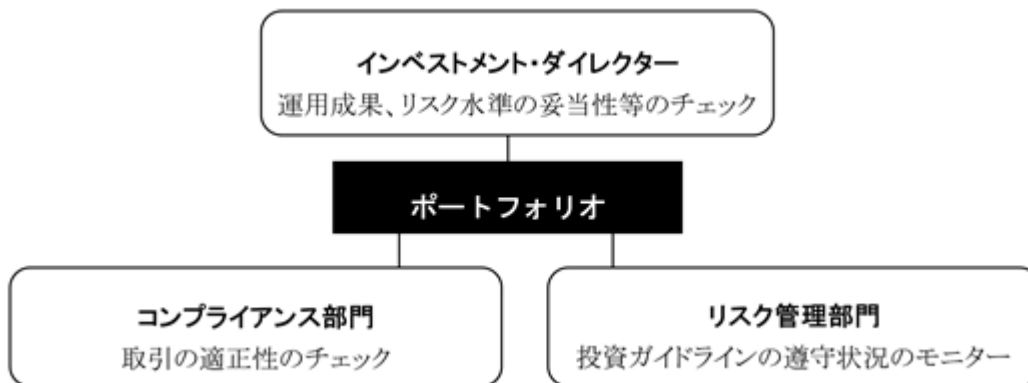 インベストメント・ダイレクター
運用成果、リスク水準の妥当性等のチェック
ポートフォリオ
コンプライアンス部門
取引の適正性のチェック
リスク管理部門
投資ガイドラインの遵守状況のモニター